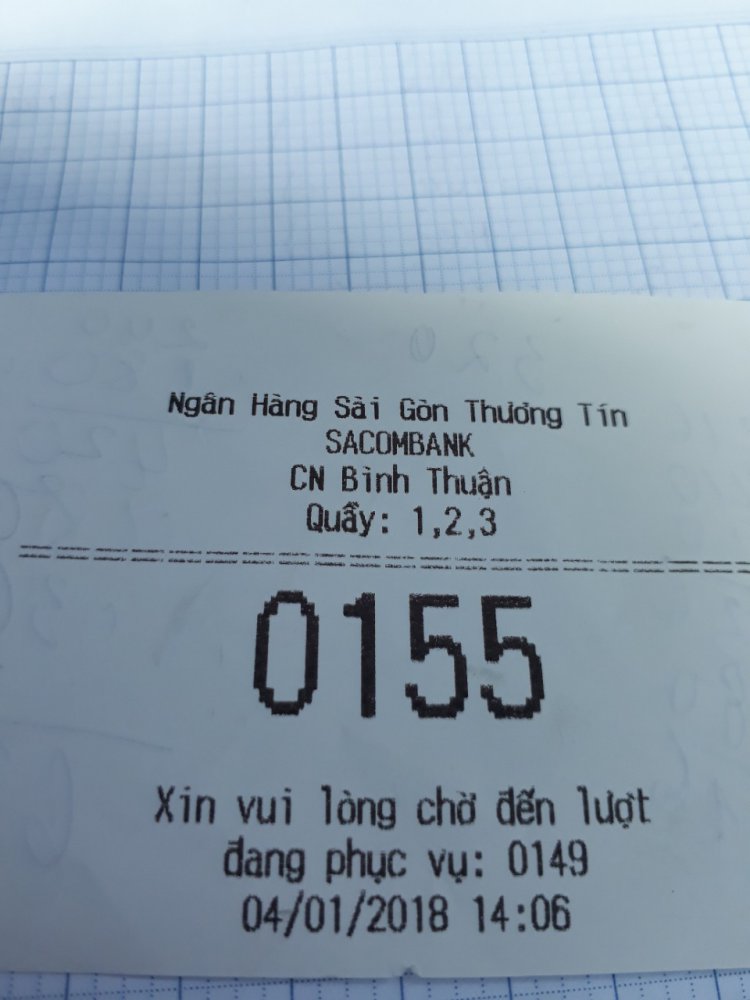 Ngân Hàng Sài Gòn Thương Tín
SACOMBANK
CN Bình Thuận
Quầy: 1,2,3
0155
Xin vui lòng chờ đến lượt
đang phục vụ: 0149
04/01/2018 14:06